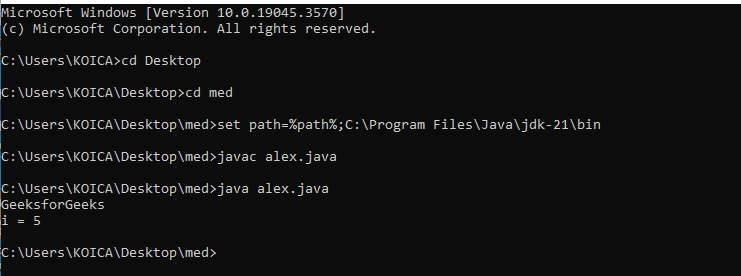 Microsoft Windows [Version 10.0.19045.3570]
(c) Microsoft Corporation. All rights reserved.
C:\Users\KOICA>cd Desktop
C:\Users\KOICA\Desktop>cd med
C:\Users\KOICA\Desktop\med>set path=%path%;C:\Program Files\Java\jdk-21\bin
C:\Users\KOICA\Desktop\med>javac alex.java
C:\Users\KOICA\Desktop\med>java alex.java
GeeksforGeeks
i = 5
C:\Users\KOICA\Desktop\med>